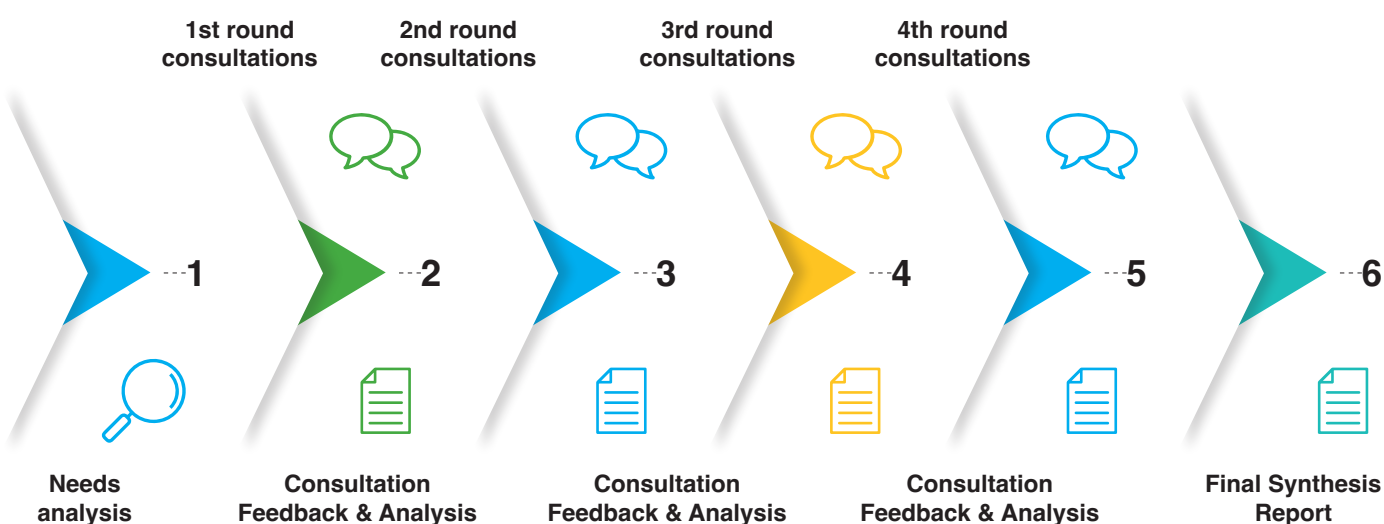 1st round
consultations
2nd round
consultations
3rd round
consultations
4th round
consultations
1
2
3
4
5
6
Needs
analysis
Consultation
Feedback & Analysis
Consultation
Feedback & Analysis
Consultation
Feedback & Analysis
Final Synthesis
Report